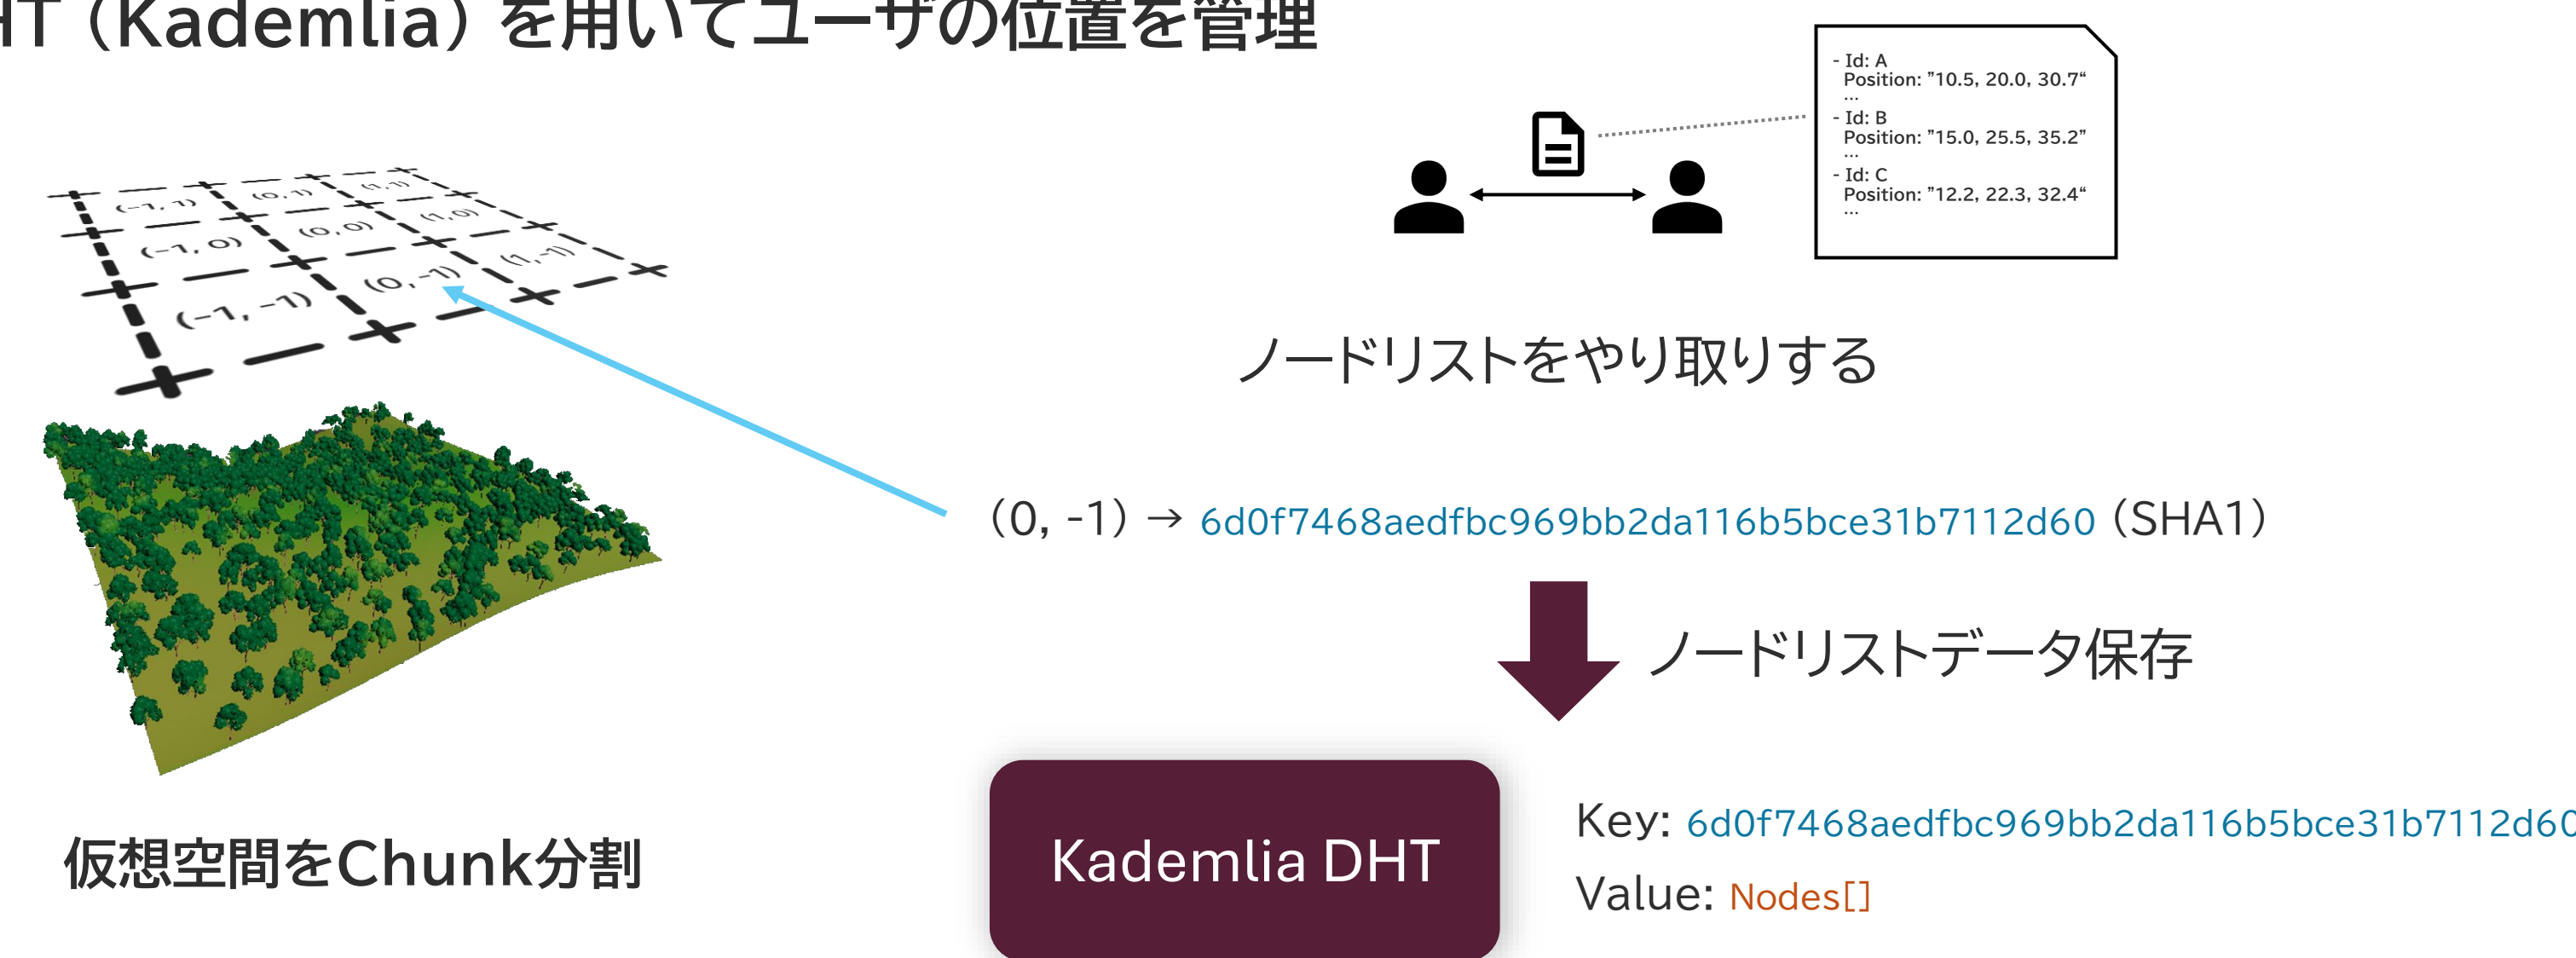 HT（Kademlia）を用いてユーザの位置を管理
- Id: A
Position: ”10.5, 20.0, 30.7“
...
- Id: B
Position: ”15.0, 25.5, 35.2”
...
- Id: C
Position: ”12.2, 22.3, 32.4“
...
(-1, 1) (0, 1) (1,1)
(-1, 0) (0,0) (1,0)
(-1, -1) (0, -1) (1,-1)
ノードリストをやり取りする
(0, -1) → 6d0f7468aedfbc969bb2da116b5bce31b7112d60 (SHA1)
ノードリストデータ保存
仮想空間をChunk分割
Kademlia DHT
Key: 6d0f7468aedfbc969bb2da116b5bce31b7112d60
Value: Nodes[]